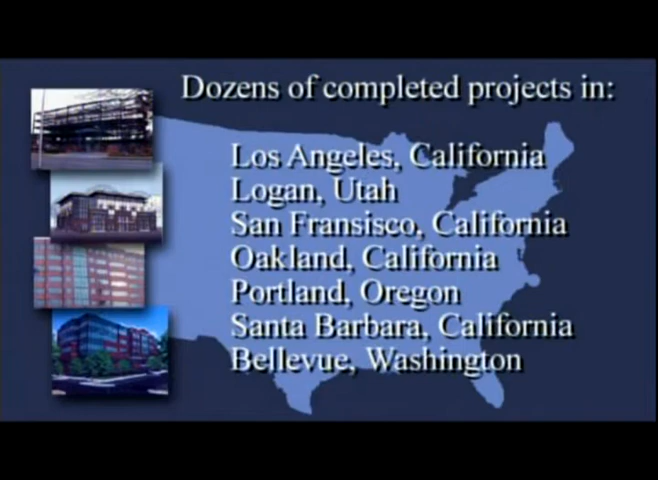 Dozens of completed projects in:
Los Angeles, California
Logan, Utah
San Fransisco, California
Oakland, California
Portland, Oregon
Santa Barbara, California
Bellevue, Washington